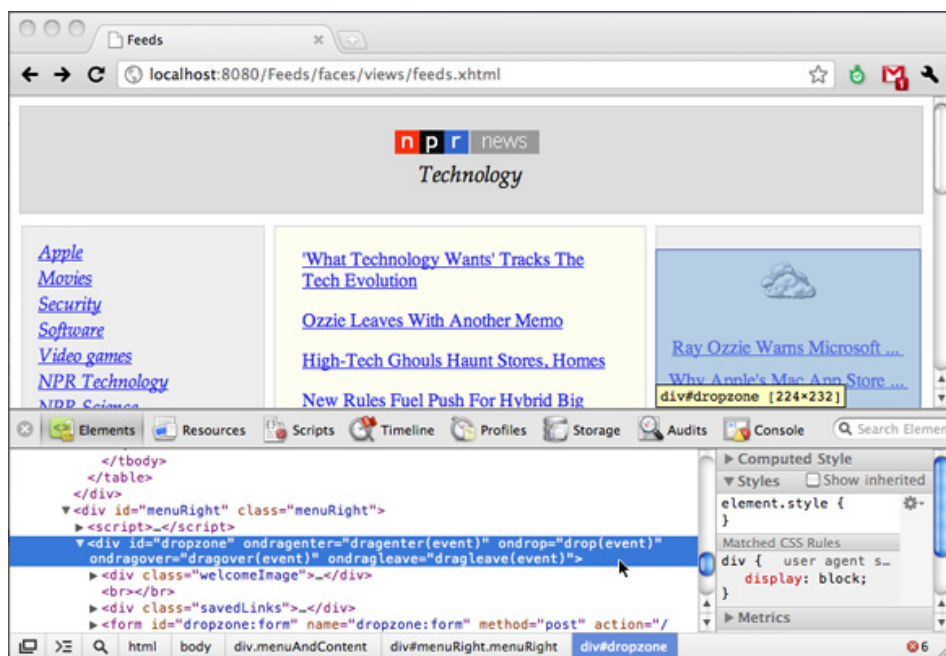 Feeds
localhost:8080/Feeds/faces/views/feeds.xhtml
1
npr news
Technology
Apple
Movies
Security
Software
Video games
NPR Technology
NPR Science
'What Technology Wants' Tracks The
Tech Evolution
Ozzie Leaves With Another Memo
High-Tech Ghouls Haunt Stores, Homes
New Rules Fuel Push For Hybrid Big
Ray Ozzie Warns Microsoft ...
Why Apple's Mac App Store ...
div#dropzone [224×232]
Elements
Resources
Scripts
Timeline
Profiles
Storage
Audits
Console
Search Elemen
</tbody>
</table>
</div>
▼<div id="menuRight" class="menuRight">
▶<script>…</script>
▼<div id="dropzone" ondragenter="dragenter(event)" ondrop="drop(event)"
ondragover="dragover(event)" ondragleave="dragleave(event)">
▶<div class="welcomeImage">…</div>
<br></br>
▶<div class="savedLinks">…</div>
▶<form id="dropzone:form" name="dropzone:form" method="post" action="/
▶ Computed Style
▼ Styles
Show inherited
element.style {
}
Matched CSS Rules
div { user agent s…
display: block;
}
▶ Metrics
html
body
div.menuAndContent
div#menuRight.menuRight
div#dropzone
6